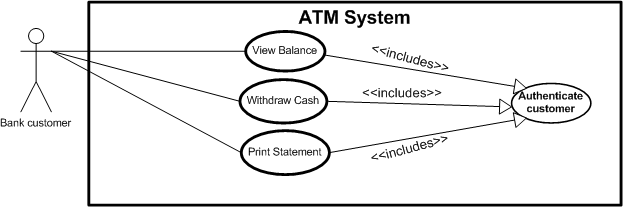 ATM System
View Balance
<<includes>>
Withdraw Cash
<<includes>>
Authenticate
customer
Bank customer
Print Statement
<<includes>>